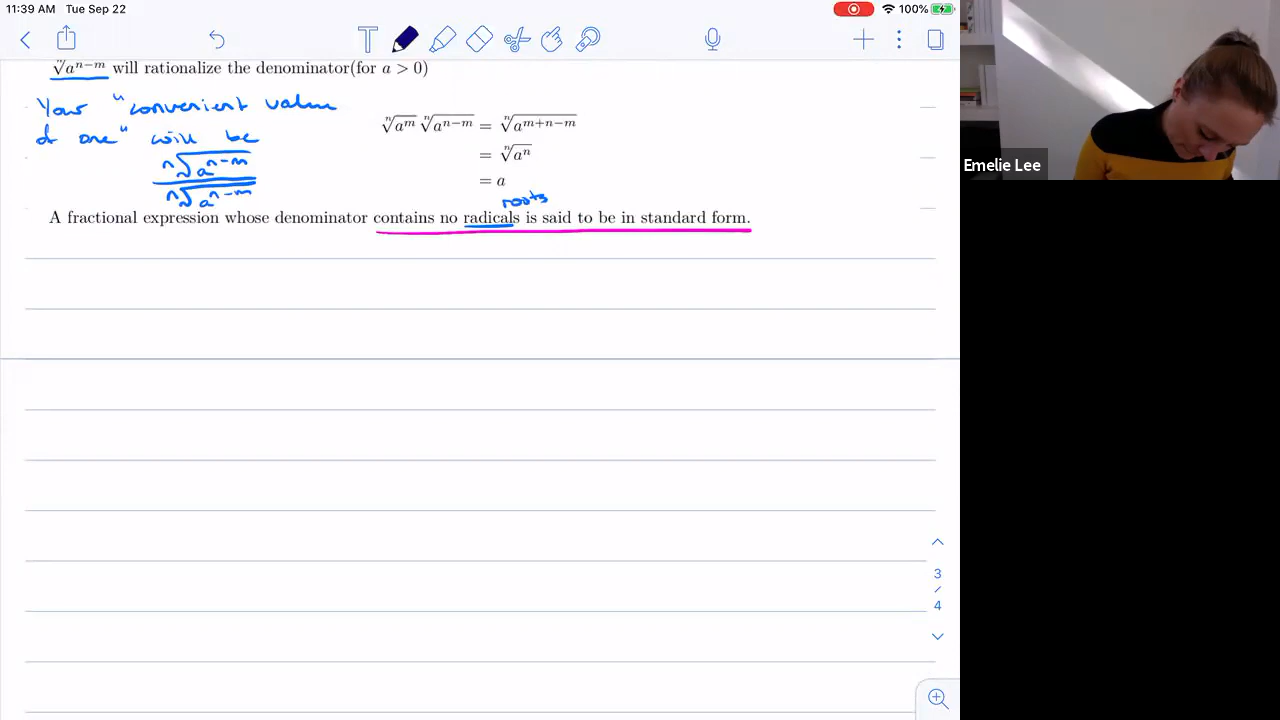 11:39 AM Tue Sep 22
100%
T
ⁿ√aⁿ⁻ᵐ will rationalize the denominator(for a > 0)
Your "convenient value
of one" will be
ⁿ√aⁿ⁻ᵐ
ⁿ√aⁿ⁻ᵐ
ⁿ√aᵐ ⁿ√aⁿ⁻ᵐ = ⁿ√aᵐ⁺ⁿ⁻ᵐ
= ⁿ√aⁿ
= a
roots
A fractional expression whose denominator contains no radicals is said to be in standard form.
Emelie Lee
3
/
4